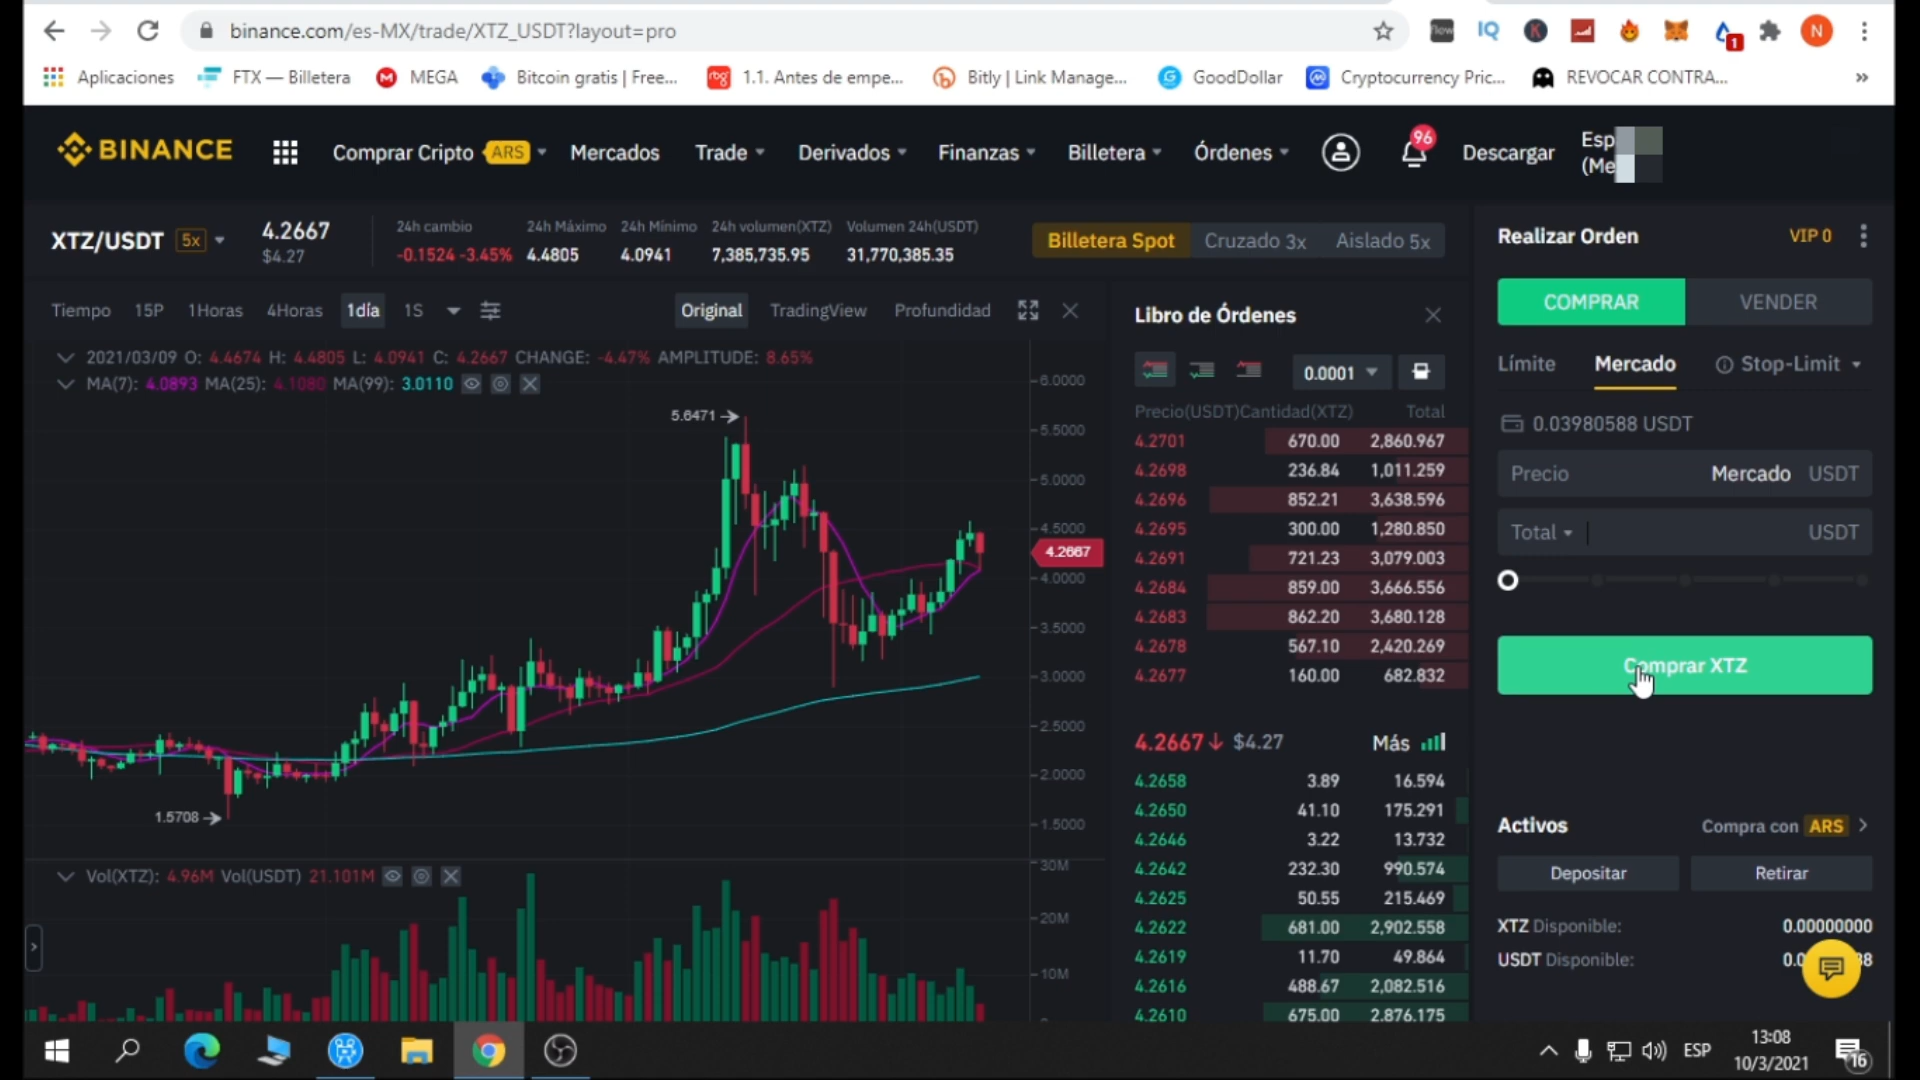 binance.com/es-MX/trade/XTZ_USDT?layout=pro
IQ
K
1
N
Aplicaciones FTX — Billetera MEGA Bitcoin gratis | Free... 1.1. Antes de empe... Bitly | Link Manage... GoodDollar Cryptocurrency Pric... REVOCAR CONTRA... »
BINANCE Comprar Cripto ARS Mercados Trade Derivados Finanzas Billetera Órdenes 96 Descargar Esp
(Me
XTZ/USDT 5x 4.2667 $4.27
24h cambio 24h Máximo 24h Mínimo 24h volumen(XTZ) Volumen 24h(USDT)
-0.1524 -3.45% 4.4805 4.0941 7,385,735.95 31,770,385.35
Billetera Spot Cruzado 3x Aislado 5x
Tiempo 15P 1Horas 4Horas 1día 1S Original TradingView Profundidad
2021/03/09 O: 4.4674 H: 4.4805 L: 4.0941 C: 4.2667 CHANGE: -4.47% AMPLITUDE: 8.65%
MA(7): 4.0893 MA(25): 4.1080 MA(99): 3.0110
5.6471
1.5708
6.0000
5.5000
5.0000
4.5000
4.2667
4.0000
3.5000
3.0000
2.5000
2.0000
1.5000
Vol(XTZ): 4.96M Vol(USDT) 21.101M
30M
20M
10M
Libro de Órdenes
0.0001
Precio(USDT)Cantidad(XTZ) Total
4.2701 670.00 2,860.967
4.2698 236.84 1,011.259
4.2696 852.21 3,638.596
4.2695 300.00 1,280.850
4.2691 721.23 3,079.003
4.2684 859.00 3,666.556
4.2683 862.20 3,680.128
4.2678 567.10 2,420.269
4.2677 160.00 682.832
4.2667 $4.27 Más
4.2658 3.89 16.594
4.2650 41.10 175.291
4.2646 3.22 13.732
4.2642 232.30 990.574
4.2625 50.55 215.469
4.2622 681.00 2,902.558
4.2619 11.70 49.864
4.2616 488.67 2,082.516
4.2610 675.00 2.876.175
Realizar Orden VIP 0
COMPRAR VENDER
Límite Mercado Stop-Limit
0.03980588 USDT
Precio Mercado USDT
Total USDT
Comprar XTZ
Activos Compra con ARS
Depositar Retirar
XTZ Disponible: 0.00000000
USDT Disponible: 0.0 8
ESP 13:08
10/3/2021
16